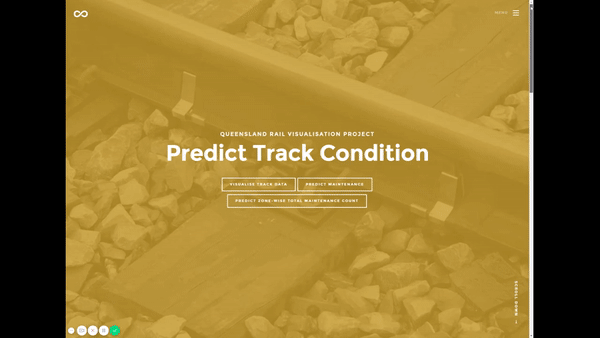 MENU
QUEENSLAND RAIL VISUALISATION PROJECT
Predict Track Condition
VISUALISE TRACK DATA
PREDICT MAINTENANCE
PREDICT ZONE-WISE TOTAL MAINTENANCE COUNT
SCROLL DOWN